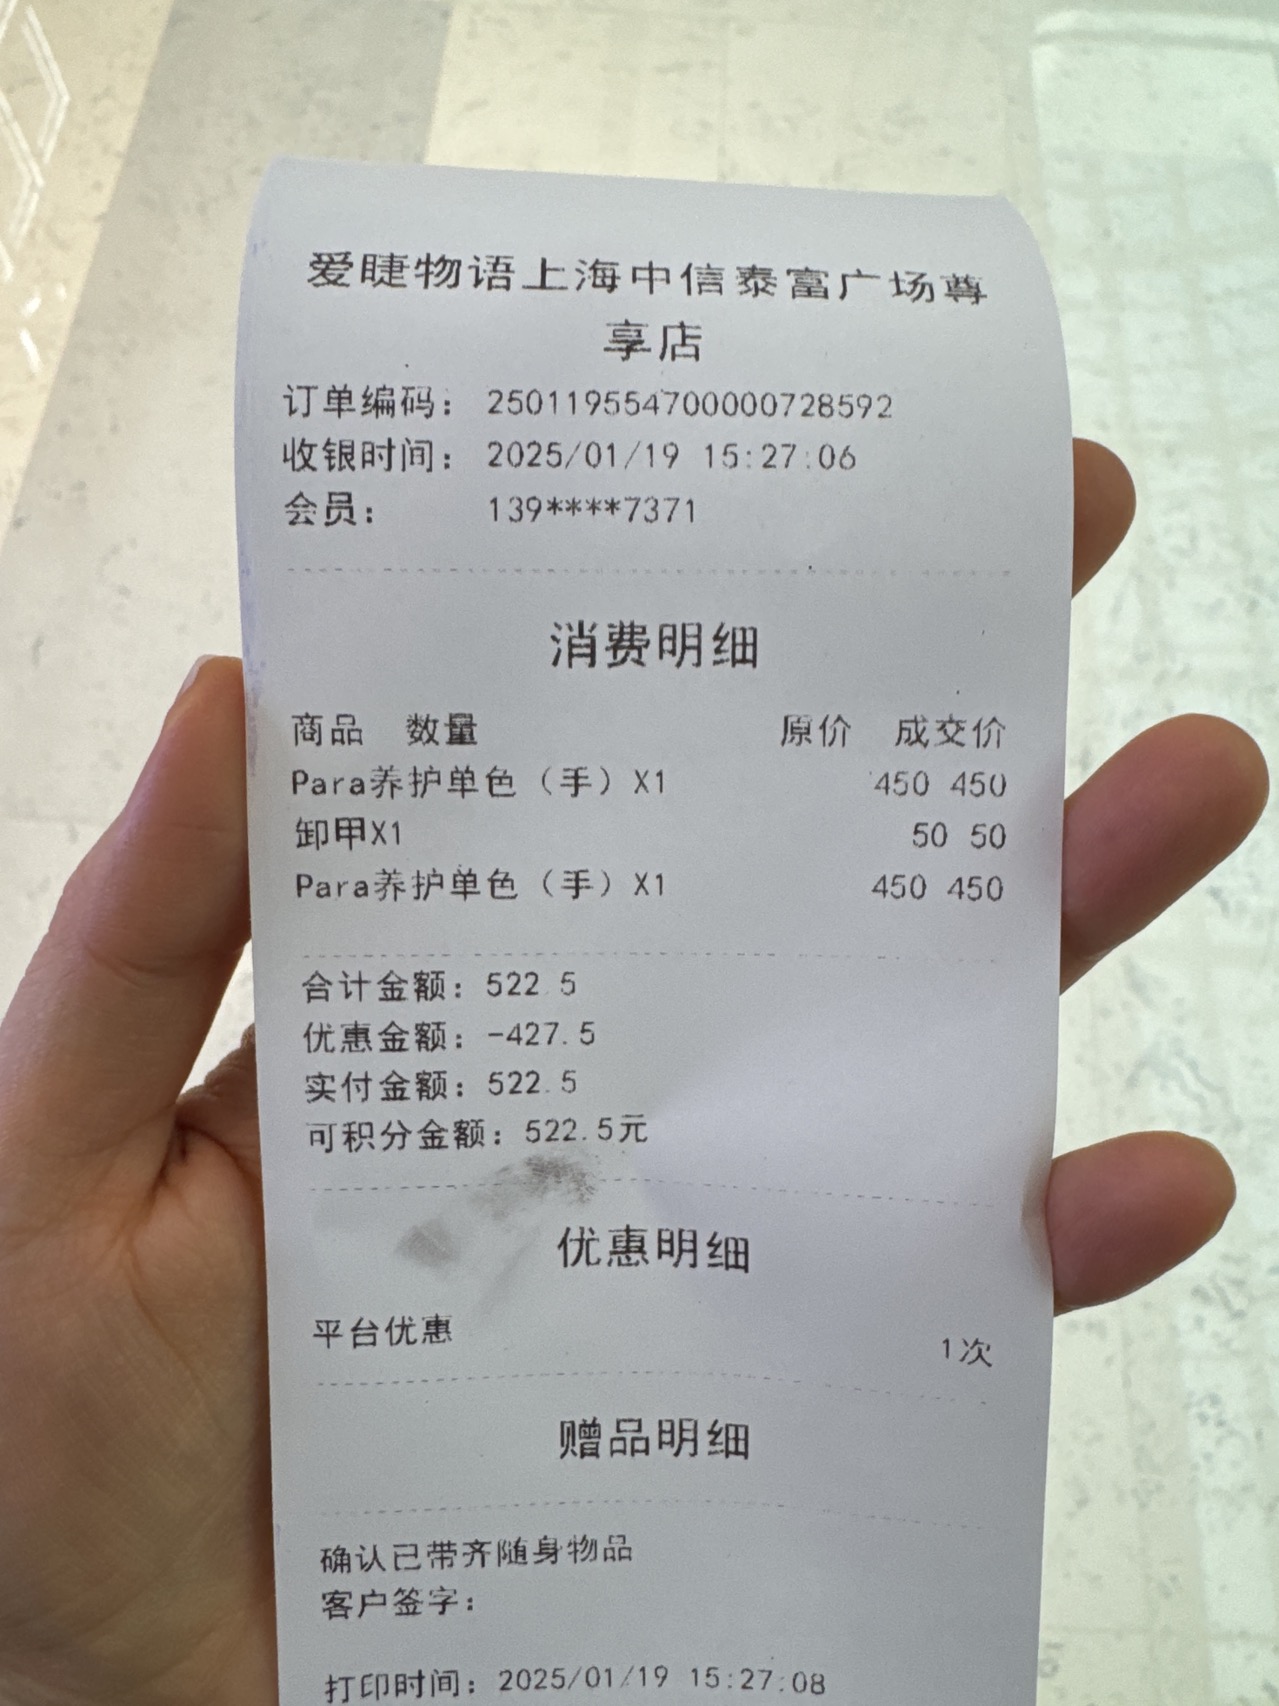 爱睫物语上海中信泰富广场尊
享店
订单编码： 250119554700000728592
收银时间： 2025/01/19 15:27:06
会员： 139****7371
消费明细
商品 数量 原价 成交价
Para养护单色（手）X1 450 450
卸甲X1 50 50
Para养护单色（手）X1 450 450
合计金额：522.5
优惠金额：-427.5
实付金额：522.5
可积分金额：522.5元
优惠明细
平台优惠 1次
赠品明细
确认已带齐随身物品
客户签字：
打印时间：2025/01/19 15:27:08